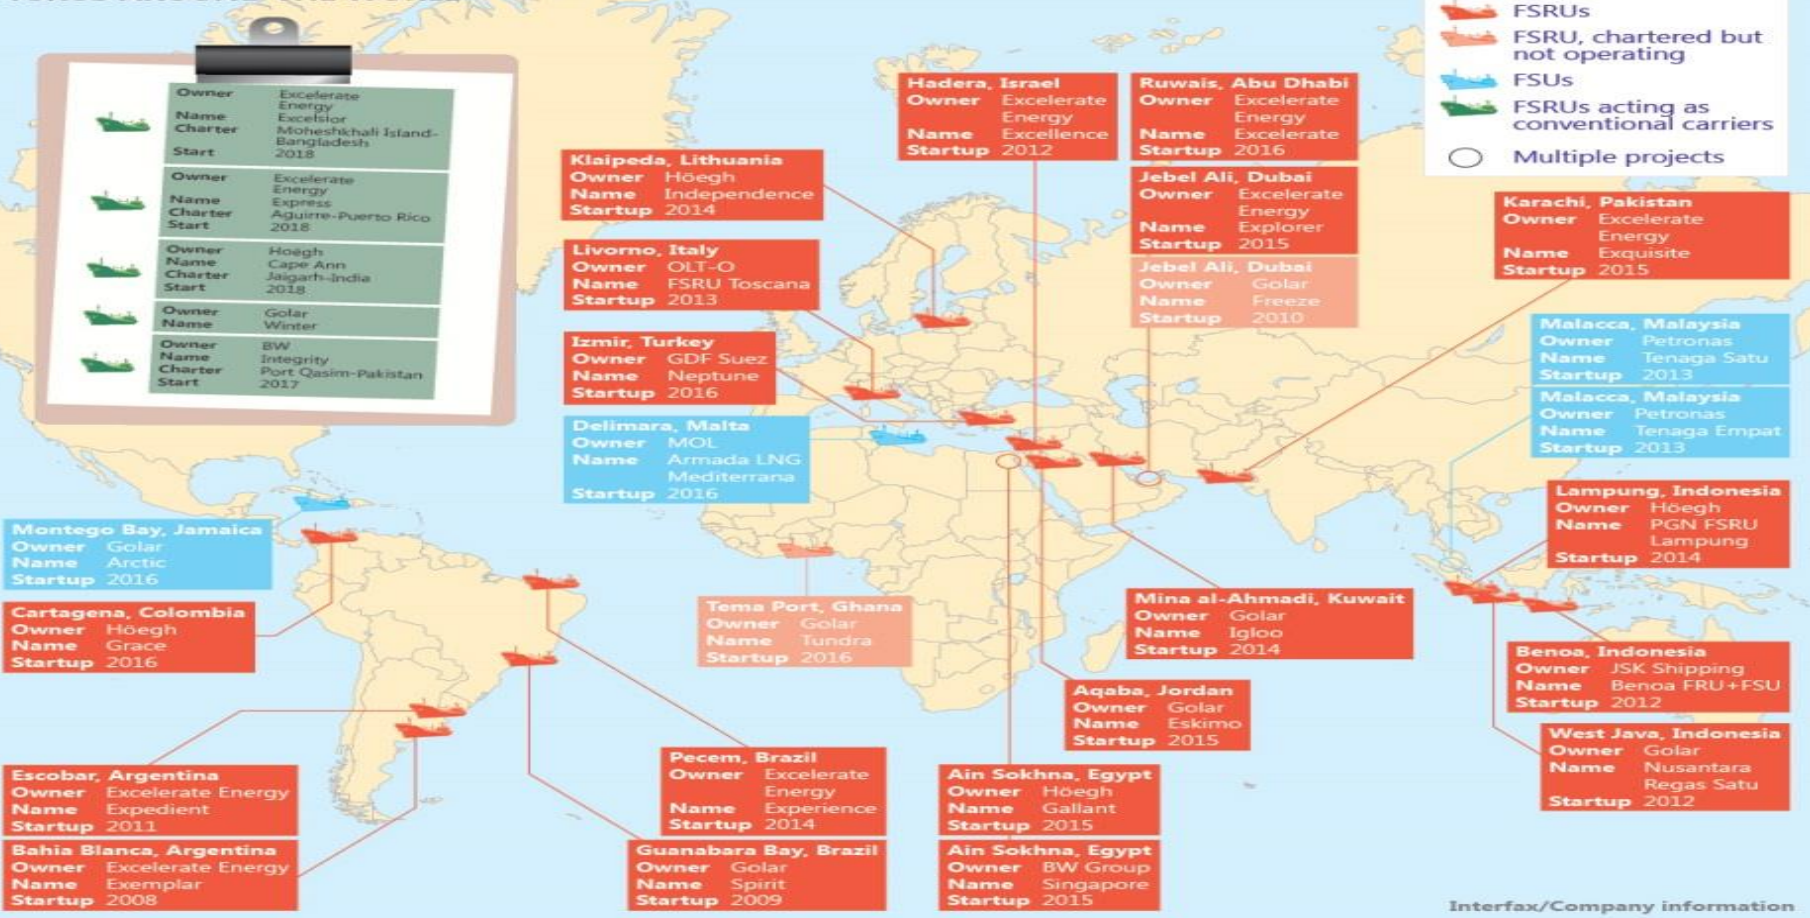 FSRUs
FSRU, chartered but
not operating
FSUs
FSRUs acting as
conventional carriers
Multiple projects
Owner Excelerate
Energy
Name Excelsior
Charter Moheshkhali Island-
Bangladesh
Start 2018
Owner Excelerate
Energy
Name Express
Charter Aguirre-Puerto Rico
Start 2018
Owner Hoegh
Name Cape Ann
Charter Jaigarh-India
Start 2018
Owner Golar
Name Winter
Owner BW
Name Integrity
Charter Port Qasim-Pakistan
Start 2017
Hadera, Israel
Owner Excelerate
Energy
Name Excellence
Startup 2012
Ruwais, Abu Dhabi
Owner Excelerate
Energy
Name Excelerate
Startup 2016
Klaipeda, Lithuania
Owner Höegh
Name Independence
Startup 2014
Jebel Ali, Dubai
Owner Excelerate
Energy
Name Explorer
Startup 2015
Karachi, Pakistan
Owner Excelerate
Energy
Name Exquisite
Startup 2015
Livorno, Italy
Owner OLT-O
Name FSRU Toscana
Startup 2013
Jebel Ali, Dubai
Owner Golar
Name Freeze
Startup 2010
Izmir, Turkey
Owner GDF Suez
Name Neptune
Startup 2016
Malacca, Malaysia
Owner Petronas
Name Tenaga Satu
Startup 2013
Malacca, Malaysia
Owner Petronas
Name Tenaga Empat
Startup 2013
Delimara, Malta
Owner MOL
Name Armada LNG
Mediterrana
Startup 2016
Lampung, Indonesia
Owner Höegh
Name PGN FSRU
Lampung
Startup 2014
Montego Bay, Jamaica
Owner Golar
Name Arctic
Startup 2016
Cartagena, Colombia
Owner Höegh
Name Grace
Startup 2016
Tema Port, Ghana
Owner Golar
Name Tundra
Startup 2016
Mina al-Ahmadi, Kuwait
Owner Golar
Name Igloo
Startup 2014
Benoa, Indonesia
Owner JSK Shipping
Name Benoa FRU+FSU
Startup 2012
Aqaba, Jordan
Owner Golar
Name Eskimo
Startup 2015
West Java, Indonesia
Owner Golar
Name Nusantara
Regas Satu
Startup 2012
Escobar, Argentina
Owner Excelerate Energy
Name Expedient
Startup 2011
Pecem, Brazil
Owner Excelerate
Energy
Name Experience
Startup 2014
Ain Sokhna, Egypt
Owner Höegh
Name Gallant
Startup 2015
Bahia Blanca, Argentina
Owner Excelerate Energy
Name Exemplar
Startup 2008
Guanabara Bay, Brazil
Owner Golar
Name Spirit
Startup 2009
Ain Sokhna, Egypt
Owner BW Group
Name Singapore
Startup 2015
Interfax/Company information